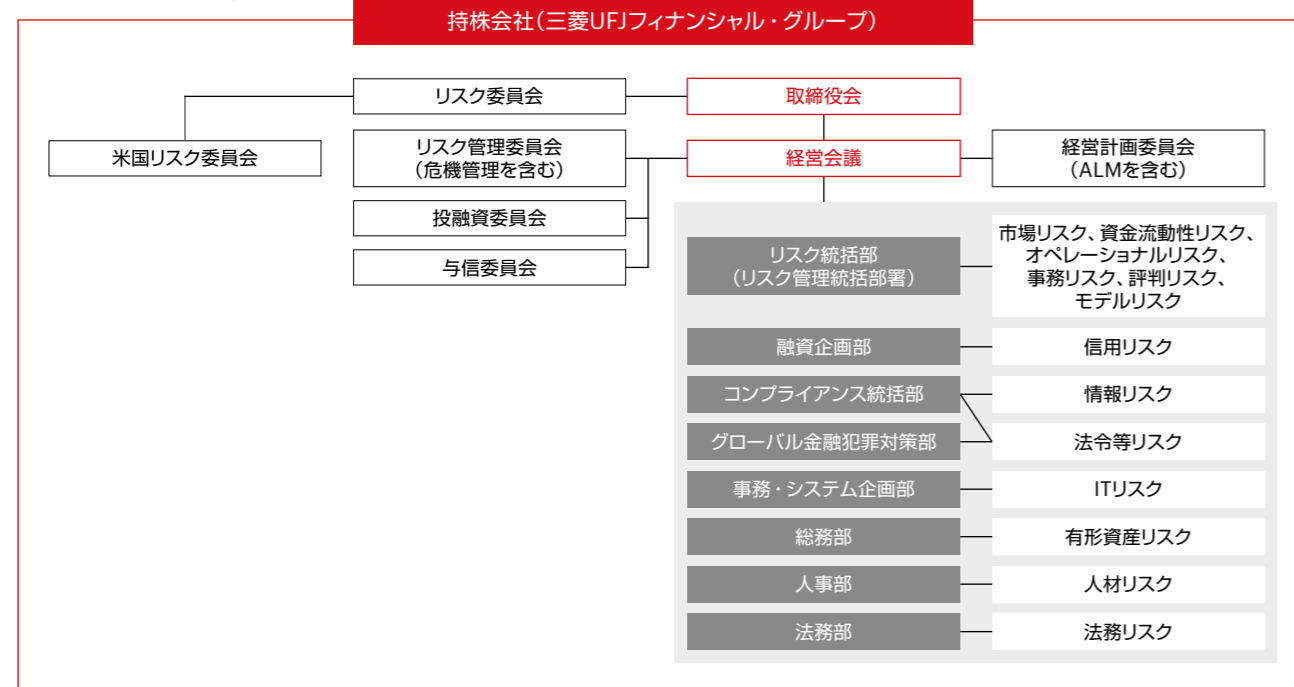 持株会社(三菱UFJフィナンシャル・グループ)
リスク委員会
取締役会
米国リスク委員会
リスク管理委員会
(危機管理を含む)
経営会議
経営計画委員会
(ALMを含む)
投融資委員会
与信委員会
リスク統括部
(リスク管理統括部署)
市場リスク、資金流動性リスク、
オペレーショナルリスク、
事務リスク、評判リスク、
モデルリスク
融資企画部
信用リスク
コンプライアンス統括部
情報リスク
グローバル金融犯罪対策部
法令等リスク
事務・システム企画部
ITリスク
総務部
有形資産リスク
人事部
人材リスク
法務部
法務リスク